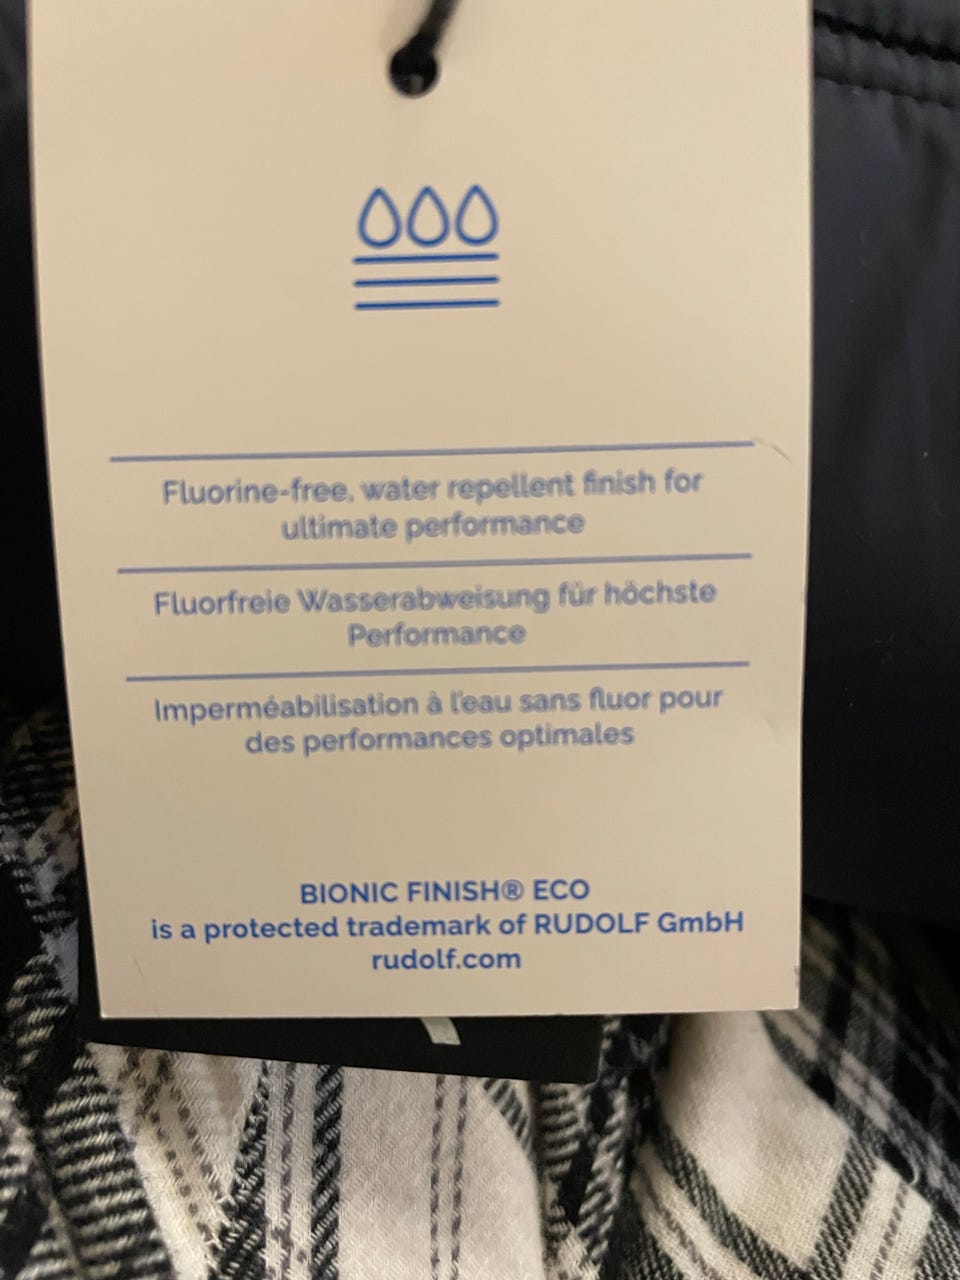 Fluorine-free, water repellent finish for
ultimate performance
Fluorfreie Wasserabweisung für höchste
Performance
Imperméabilisation à l'eau sans fluor pour
des performances optimales
BIONIC FINISH® ECO
is a protected trademark of RUDOLF GmbH
rudolf.com